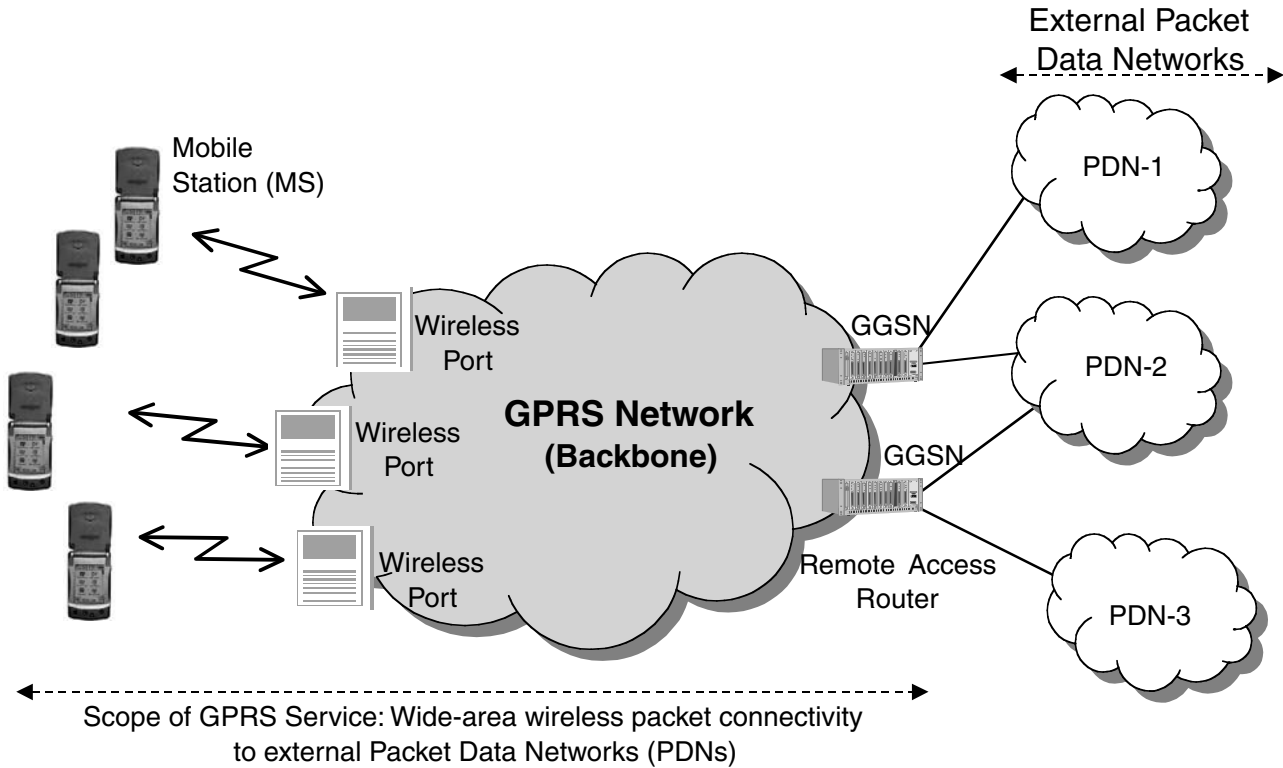 External Packet
Data Networks
Mobile
Station (MS)
PDN-1
Wireless
Port
GGSN
PDN-2
GPRS Network
(Backbone)
Wireless
Port
GGSN
Wireless
Port
Remote Access
Router
PDN-3
Scope of GPRS Service: Wide-area wireless packet connectivity
to external Packet Data Networks (PDNs)